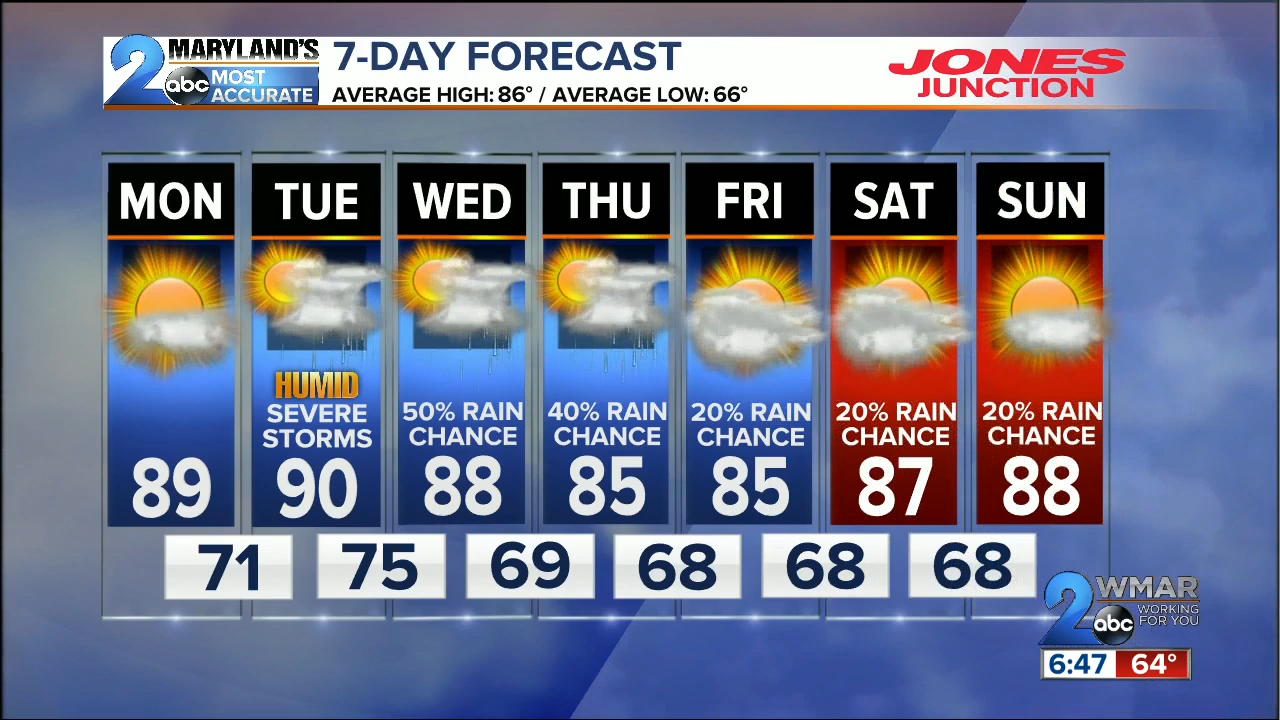 2 abc
MARYLAND'S
MOST
ACCURATE
7-DAY FORECAST
AVERAGE HIGH: 86° / AVERAGE LOW: 66°
JONES
JUNCTION
MON TUE WED THU FRI SAT SUN
HUMID
SEVERE
STORMS
50% RAIN
CHANCE
40% RAIN
CHANCE
20% RAIN
CHANCE
20% RAIN
CHANCE
20% RAIN
CHANCE
89 90 88 85 85 87 88
71 75 69 68 68 68
2 abc
WMAR
WORKING
FOR YOU
6:47 64°